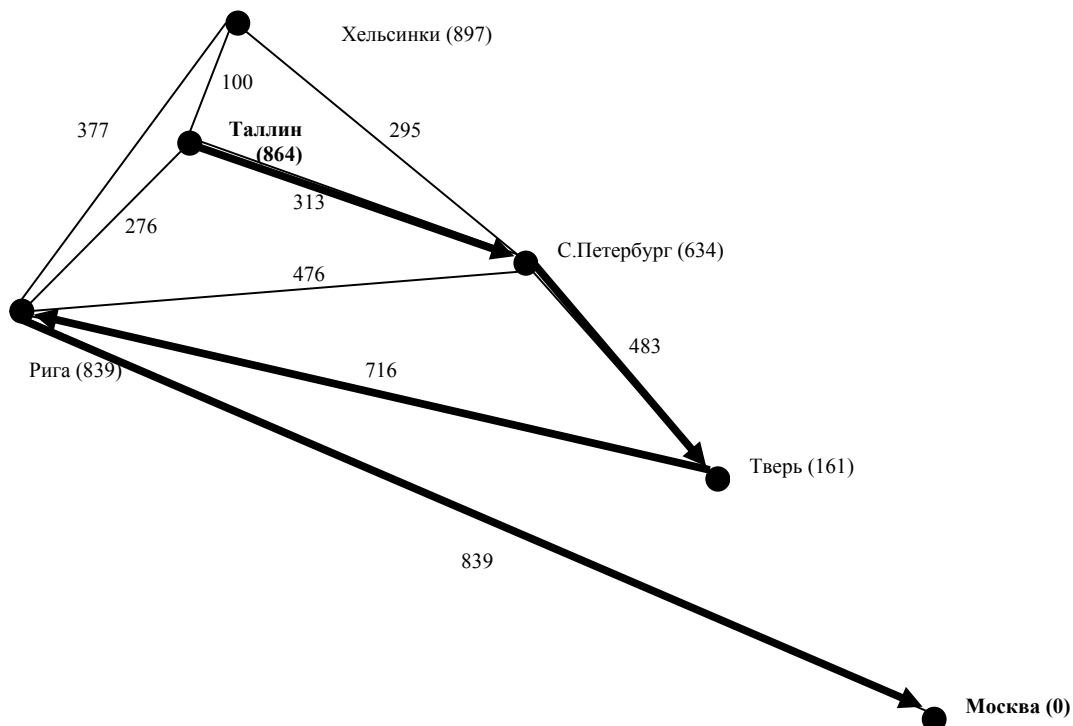 Хельсинки (897)
100
377
Таллин
(864)
295
313
276
С.Петербург (634)
476
483
Рига (839)
716
Тверь (161)
839
Москва (0)